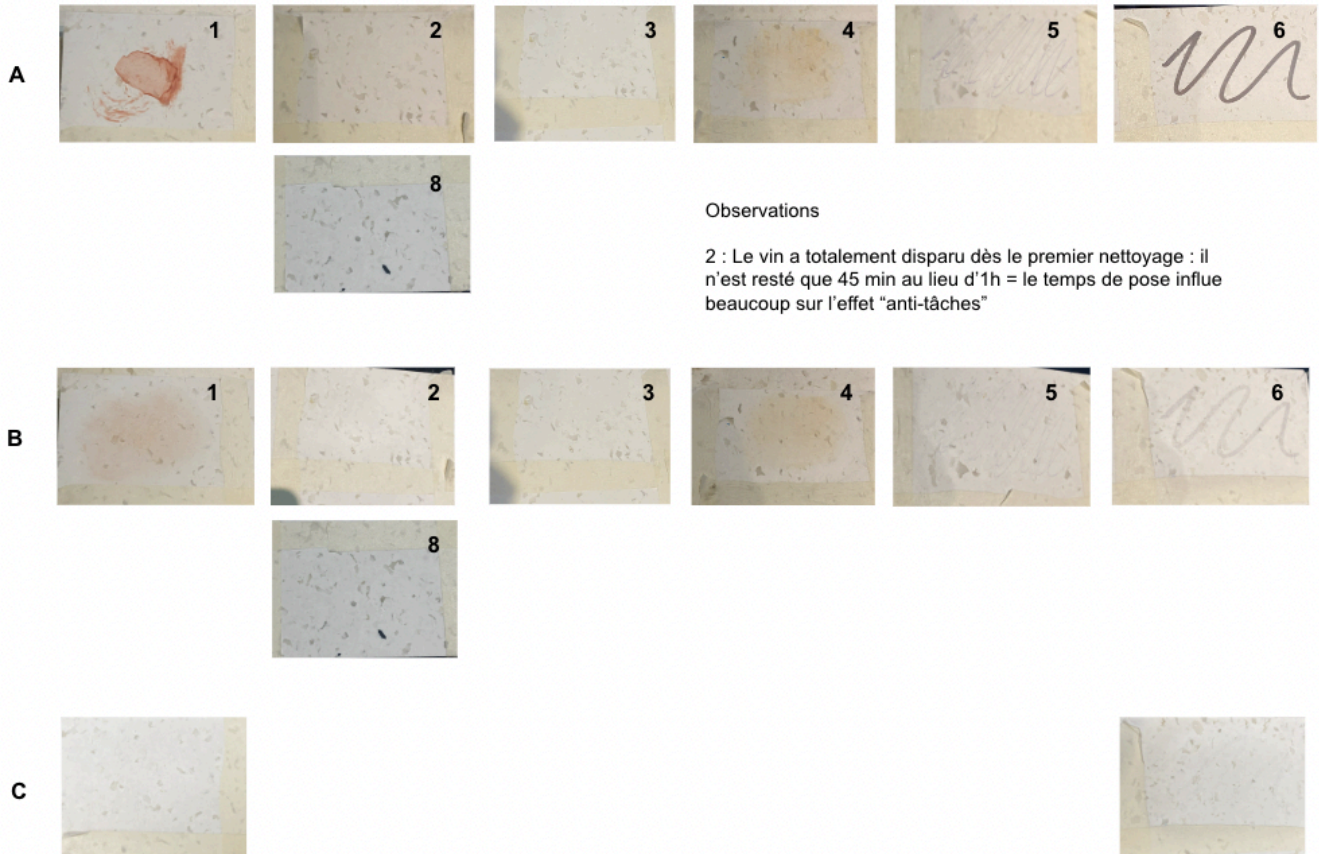 1 2 3 4 5 6
A
8
Observations
2 : Le vin a totalement disparu dès le premier nettoyage : il
n’est resté que 45 min au lieu d’1h = le temps de pose influe
beaucoup sur l’effet “anti-tâches”
1 2 3 4 5 6
B
8
C